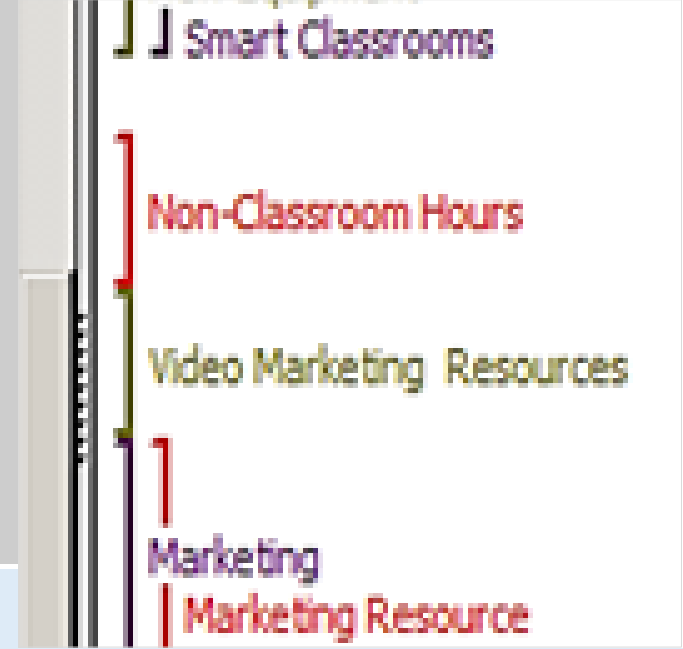 Smart Classrooms
Non-Classroom Hours
Video Marketing Resources
Marketing
Marketing Resource